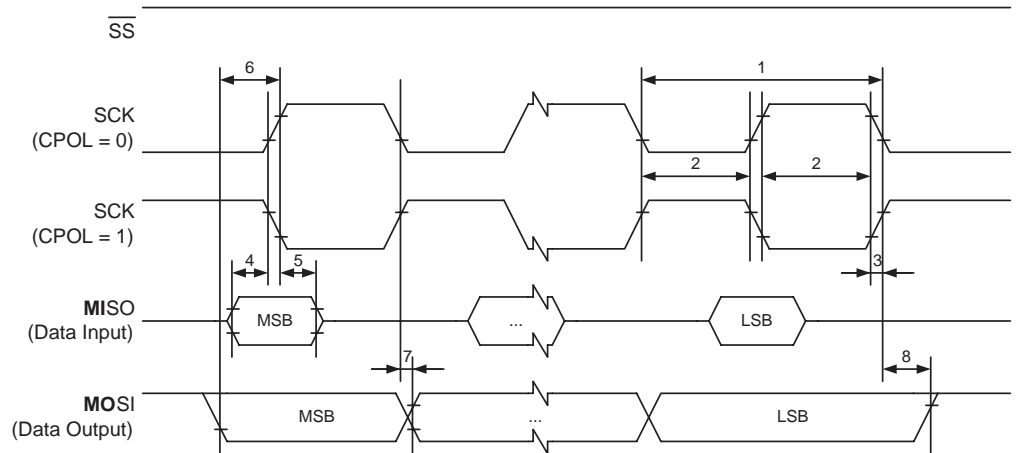 SS
6
1
SCK
(CPOL = 0)
2
2
SCK
(CPOL = 1)
4
5
3
MISO
(Data Input)
MSB
...
LSB
7
8
MOSI
(Data Output)
MSB
...
LSB